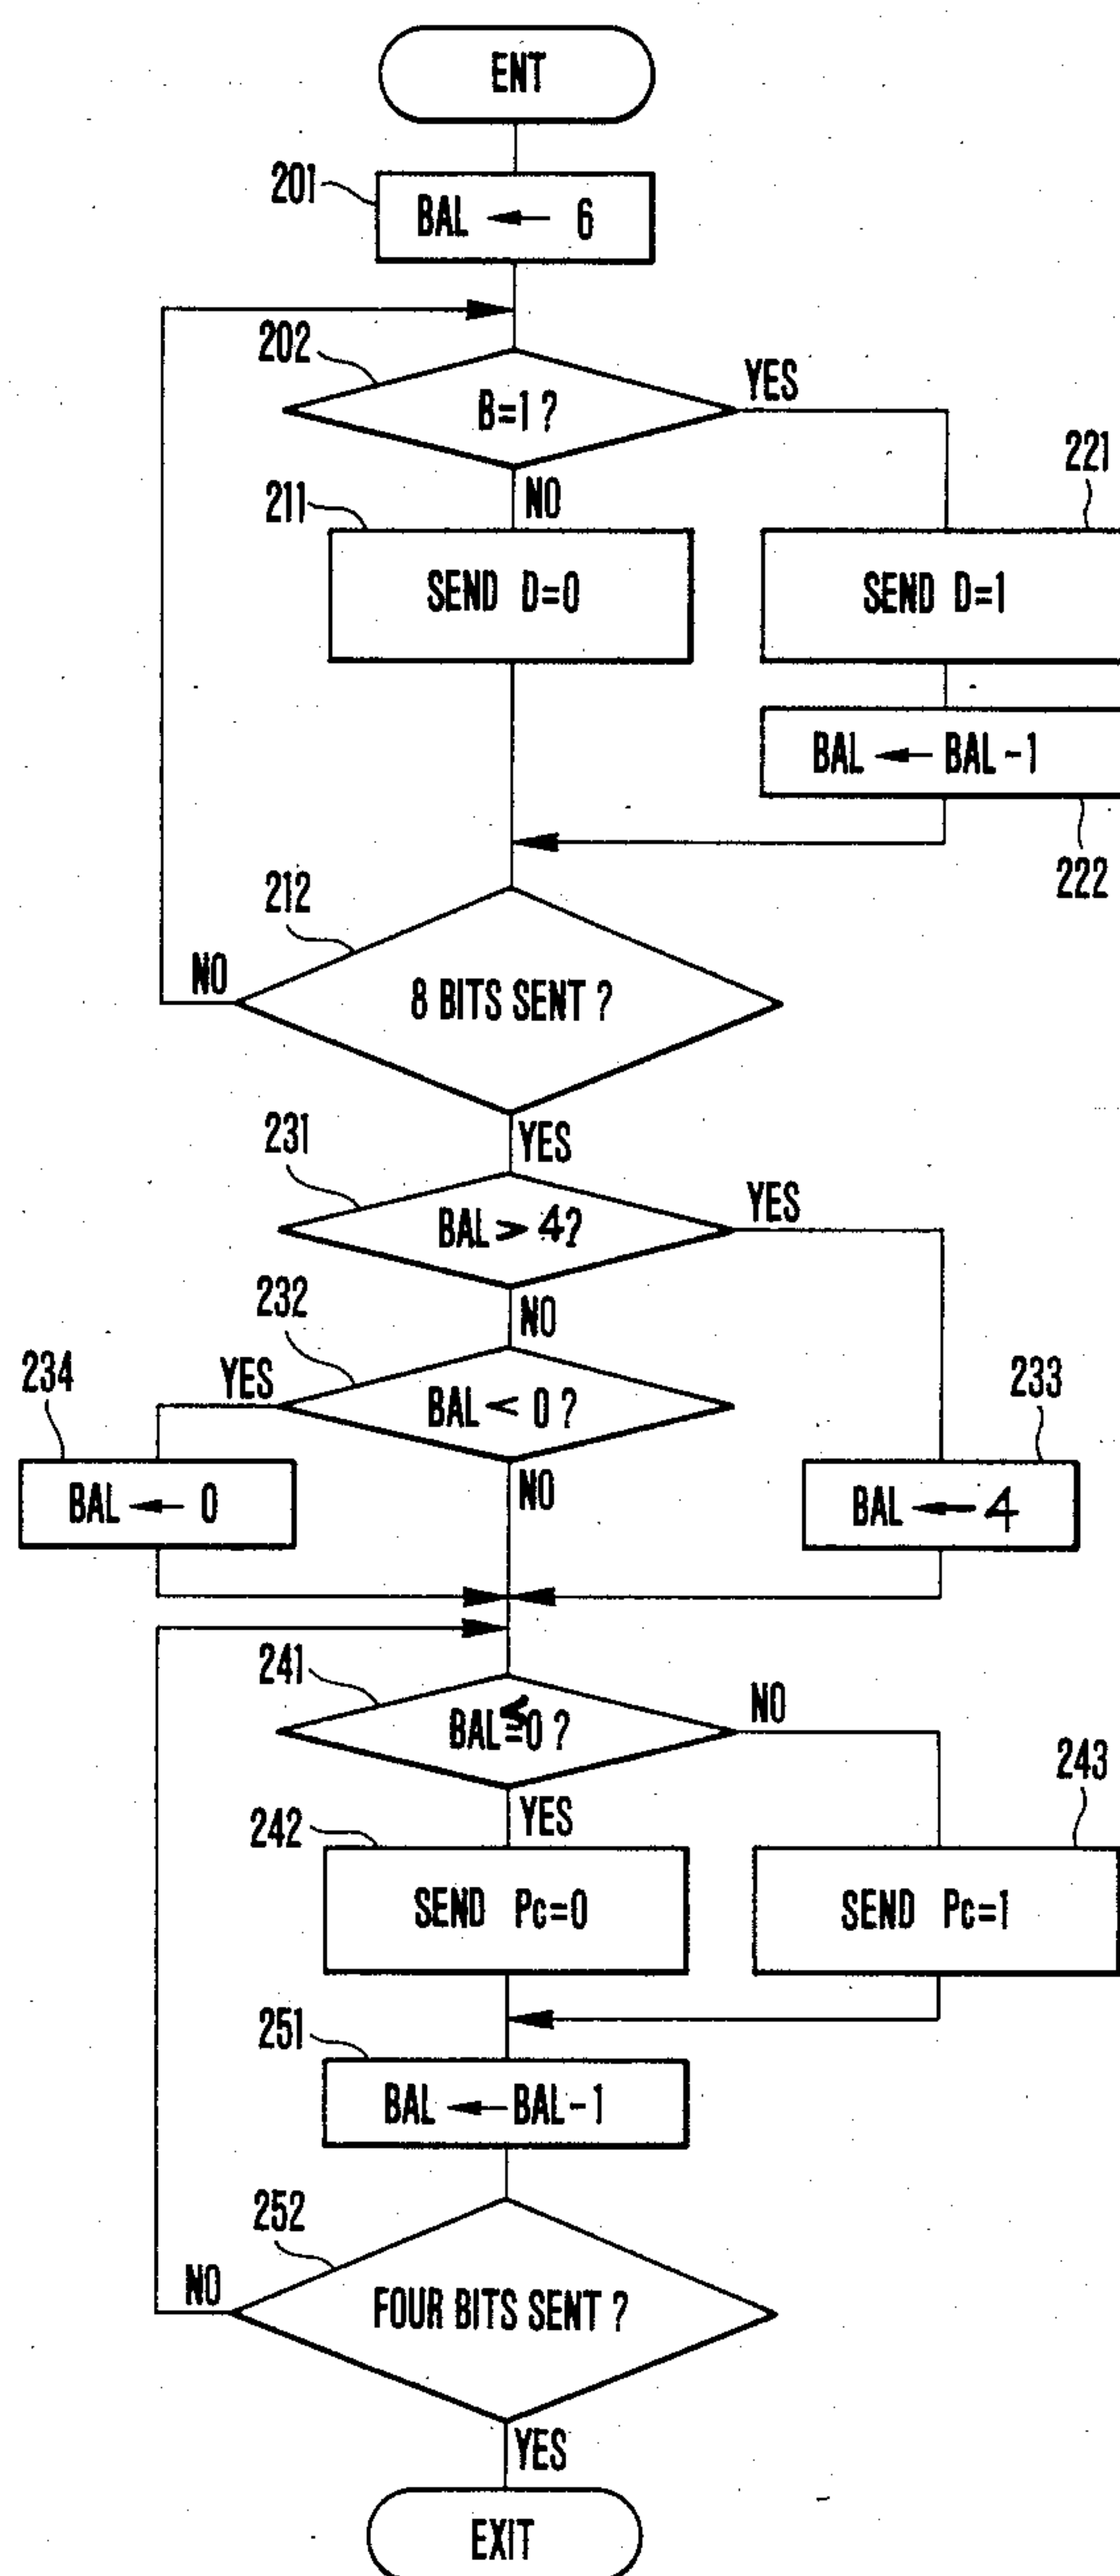 ENT
201
BAL ← 6
202
B=1 ?
YES
NO
211
SEND D=0
221
SEND D=1
BAL ← BAL-1
222
212
8 BITS SENT ?
NO
YES
231
BAL > 4?
YES
NO
232
BAL < 0 ?
YES
NO
234
BAL ← 0
233
BAL ← 4
241
BAL ≤ 0 ?
NO
YES
242
SEND Pc=0
243
SEND Pc=1
251
BAL ← BAL-1
252
FOUR BITS SENT ?
NO
YES
EXIT